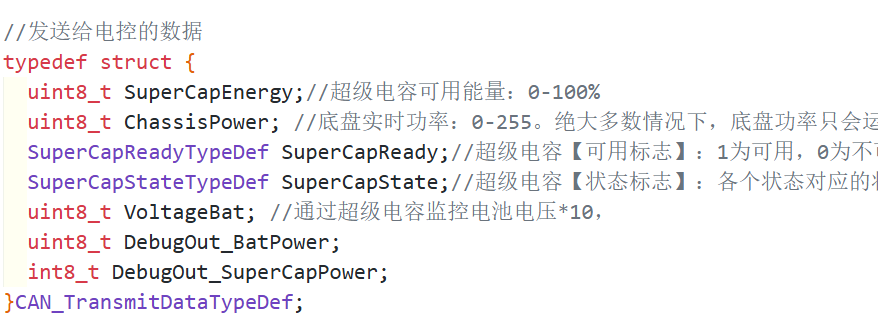 //发送给电控的数据
typedef struct {
uint8_t SuperCapEnergy;//超级电容可用能量：0-100%
uint8_t ChassisPower; //底盘实时功率：0-255。绝大多数情况下，底盘功率只会运
SuperCapReadyTypeDef SuperCapReady;//超级电容【可用标志】：1为可用，0为不可
SuperCapStateTypeDef SuperCapState;//超级电容【状态标志】：各个状态对应的状
uint8_t VoltageBat; //通过超级电容监控电池电压*10，
uint8_t DebugOut_BatPower;
int8_t DebugOut_SuperCapPower;
}CAN_TransmitDataTypeDef;